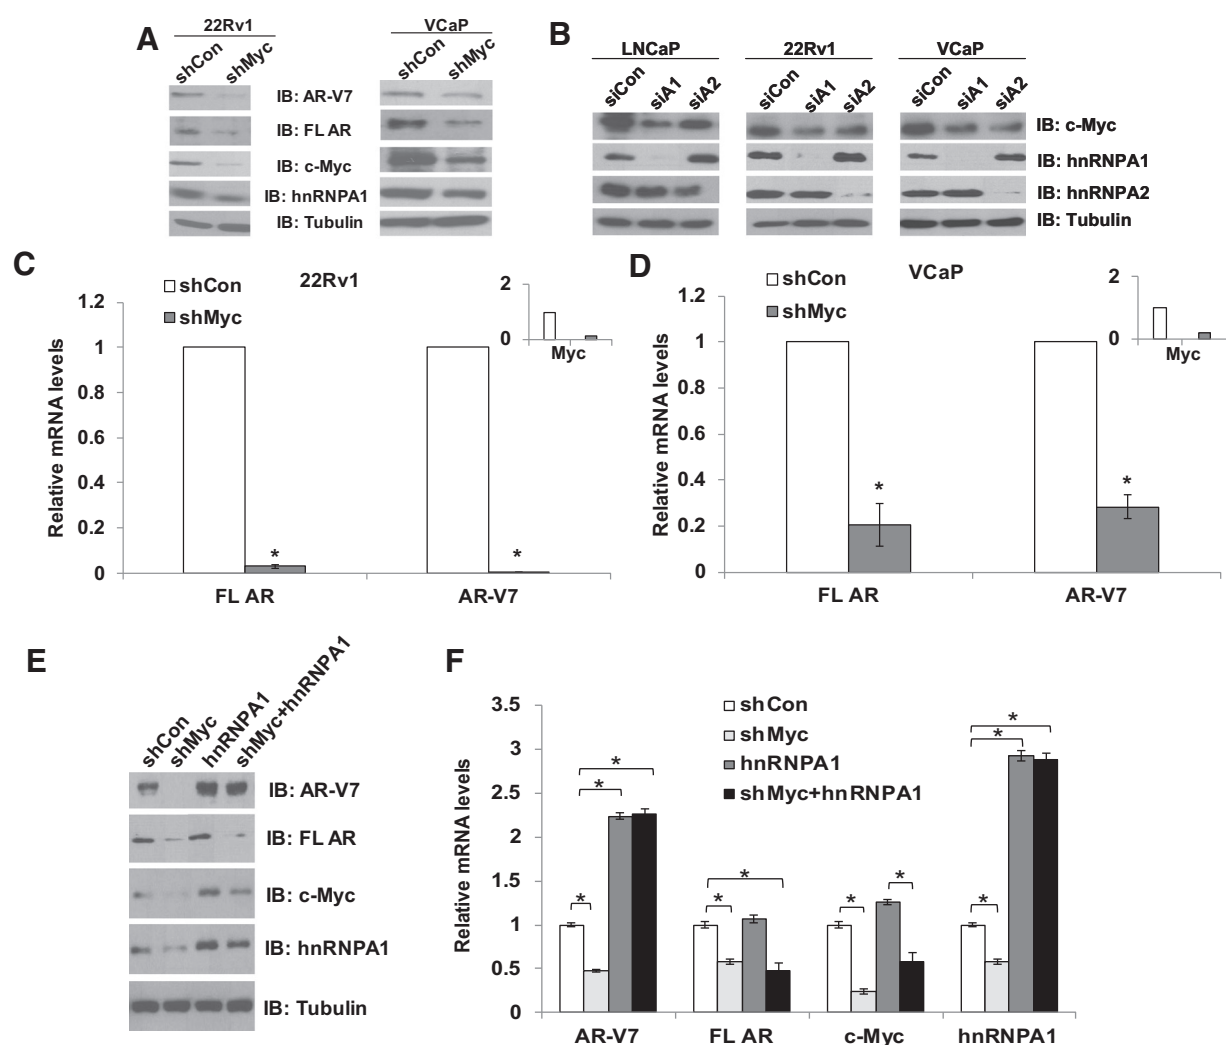 A
22Rv1
VCaP
shCon
shMyc
shCon
shMyc
IB: AR-V7
IB: FL AR
IB: c-Myc
IB: hnRNPA1
IB: Tubulin
B
LNCaP
22Rv1
VCaP
siCon
siA1
siA2
siCon
siA1
siA2
siCon
siA1
siA2
IB: c-Myc
IB: hnRNPA1
IB: hnRNPA2
IB: Tubulin
C
22Rv1
shCon
shMyc
Relative mRNA levels
1.2
1
0.8
0.6
0.4
0.2
0
*
*
FL AR
AR-V7
2
0
Myc
D
VCaP
shCon
shMyc
Relative mRNA levels
1.2
1
0.8
0.6
0.4
0.2
0
*
*
FL AR
AR-V7
2
0
Myc
E
shCon
shMyc
hnRNPA1
shMyc+hnRNPA1
IB: AR-V7
IB: FL AR
IB: c-Myc
IB: hnRNPA1
IB: Tubulin
F
shCon
shMyc
hnRNPA1
shMyc+hnRNPA1
Relative mRNA levels
3.5
3
2.5
2
1.5
1
0.5
0
*
*
*
*
*
*
*
*
*
*
AR-V7
FL AR
c-Myc
hnRNPA1